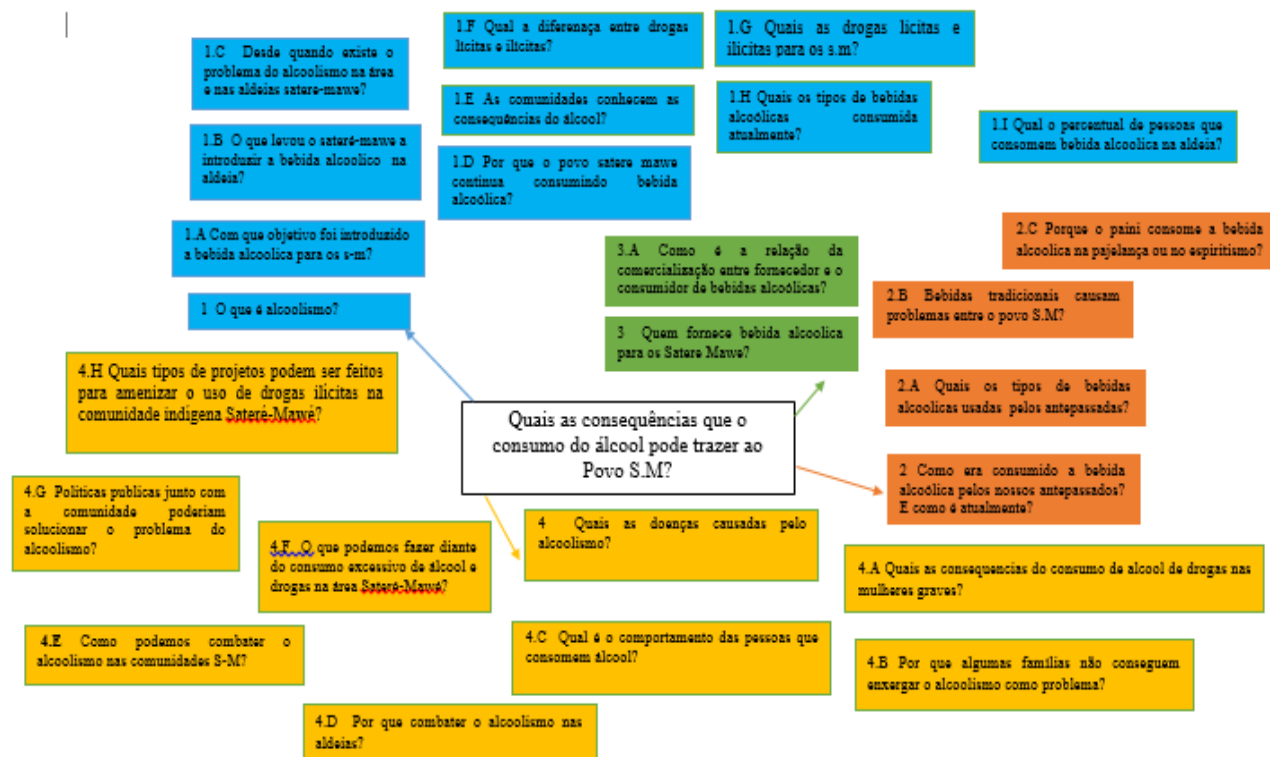 1.F Qual a diferenaça entre drogas
lícitas e ilícitas?
1.G Quais as drogas licitas e
ilicitas para os s.m?
1.C Desde quando existe o
problema do alcoolismo na área
e nas aldeias satere-mawe?
1.E As comunidades conhecem as
consequências do álcool?
1.H Quais os tipos de bebidas
alcoólicas consumida
atualmente?
1.I Qual o percentual de pessoas que
consomem bebida alcoolica na aldeia?
1.B O que levou o sateré-mawe a
introduzir a bebida alcoolico na
aldeia?
1.D Por que o povo satere mawe
continua consumindo bebida
alcoólica?
1.A Com que objetivo foi introduzido
a bebida alcoolica para os s-m?
1 O que é alcoolismo?
3.A Como é a relação da
comercialização entre fornecedor e o
consumidor de bebidas alcoólicas?
3 Quem fornece bebida alcoolica
para os Satere Mawe?
2.C Porque o paini consome a bebida
alcoolica na pajelança ou no espiritismo?
2.B Bebidas tradicionais causam
problemas entre o povo S.M?
2.A Quais os tipos de bebidas
alcoolicas usadas pelos antepassadas?
2 Como era consumido a bebida
alcoólica pelos nossos antepassados?
E como é atualmente?
4.H Quais tipos de projetos podem ser feitos
para amenizar o uso de drogas ilícitas na
comunidade indígena Sateré-Mawé?
Quais as consequências que o
consumo do álcool pode trazer ao
Povo S.M?
4.G Politicas publicas junto com
a comunidade poderiam
solucionar o problema do
alcoolismo?
4.F O que podemos fazer diante
do consumo excessivo de álcool e
drogas na área Sateré-Mawé?
4 Quais as doenças causadas pelo
alcoolismo?
4.A Quais as consequencias do consumo de alcool de drogas nas
mulheres graves?
4.E Como podemos combater o
alcoolismo nas comunidades S-M?
4.C Qual é o comportamento das pessoas que
consomem álcool?
4.B Por que algumas famílias não conseguem
enxergar o alcoolismo como problema?
4.D Por que combater o alcoolismo nas
aldeias?